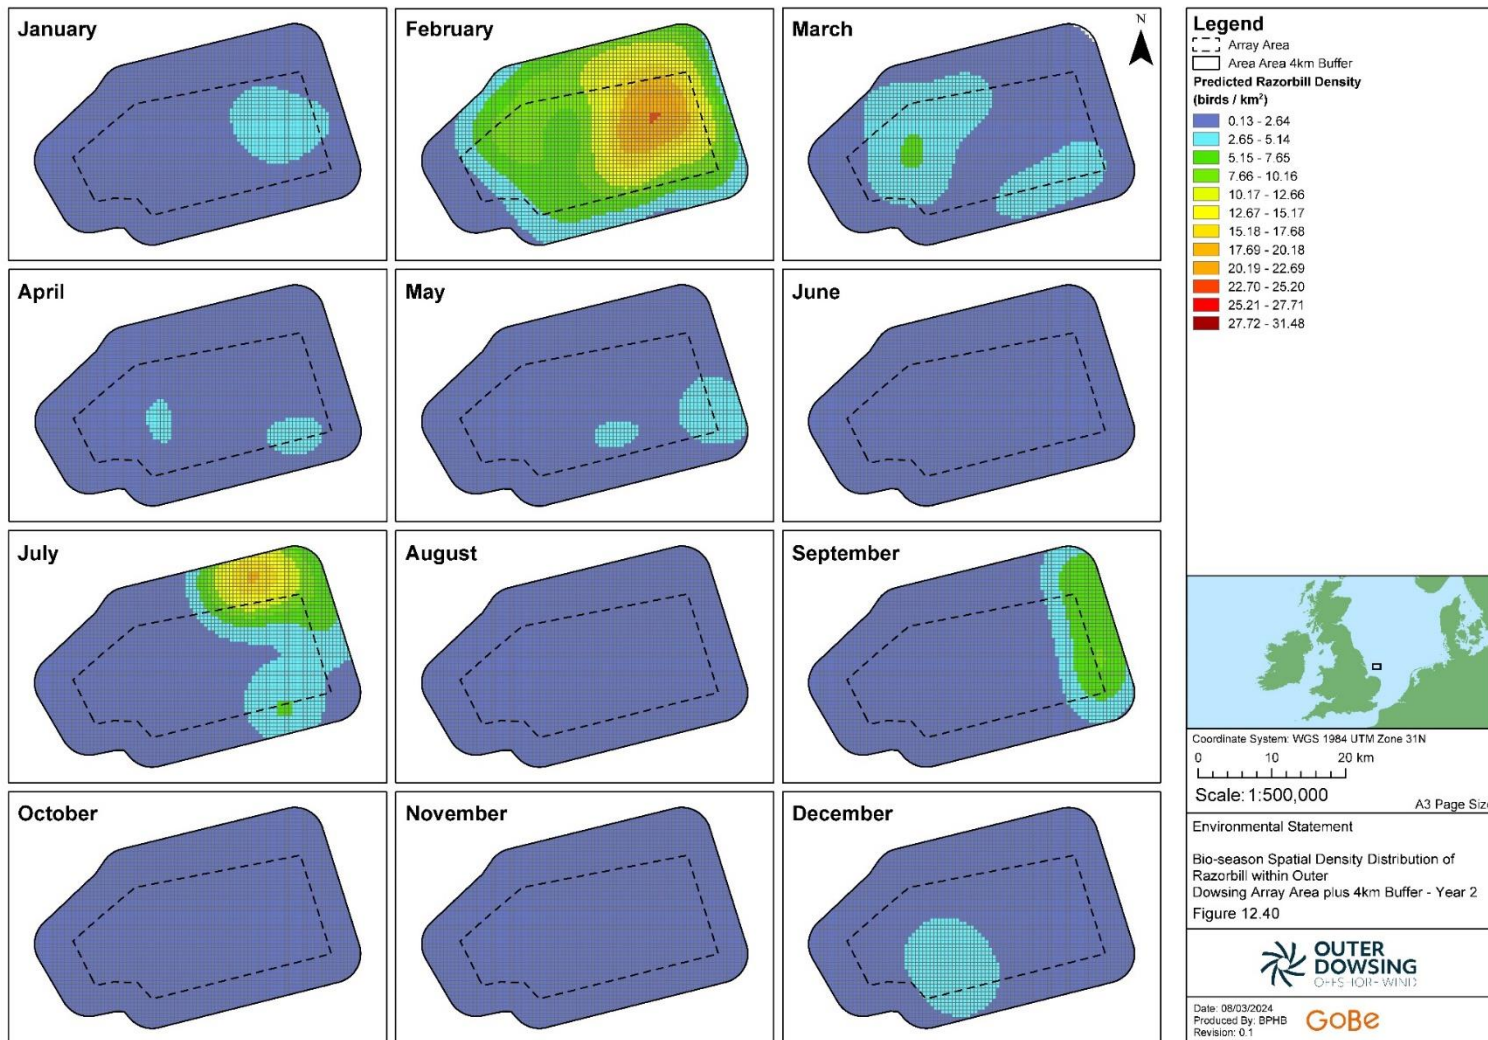 January
February
March
N
April
May
June
July
August
September
October
November
December
Legend
Array Area
Area Area 4km Buffer
Predicted Razorbill Density
(birds / km²)
0.13 - 2.64
2.65 - 5.14
5.15 - 7.65
7.66 - 10.16
10.17 - 12.66
12.67 - 15.17
15.18 - 17.68
17.69 - 20.18
20.19 - 22.69
22.70 - 25.20
25.21 - 27.71
27.72 - 31.48
Coordinate System: WGS 1984 UTM Zone 31N
0 10 20 km
Scale: 1:500,000
A3 Page Size
Environmental Statement
Bio-season Spatial Density Distribution of
Razorbill within Outer
Dowsing Array Area plus 4km Buffer - Year 2
Figure 12.40
OUTER
DOWSING
OFFSHORE WIND
Date: 08/03/2024
Produced By: BPHB
Revision: 0.1
GoBe